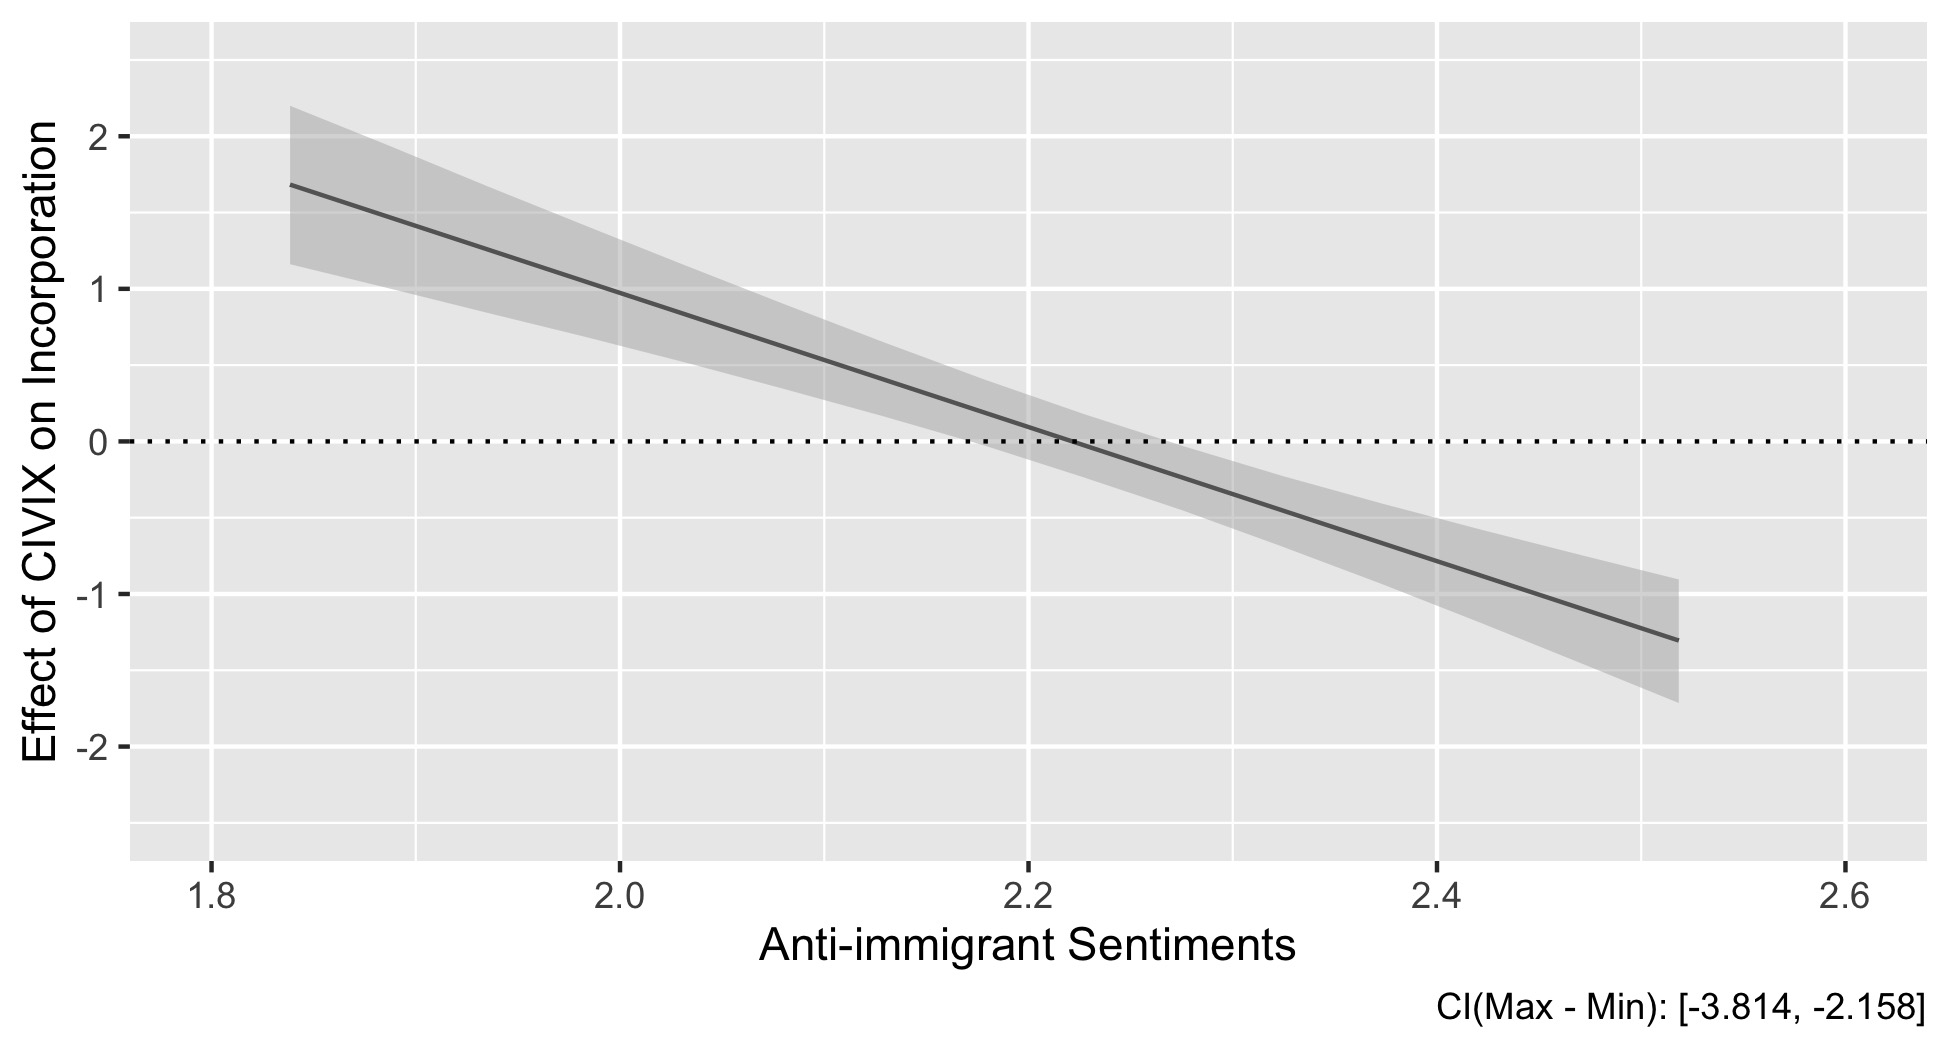 Effect of CIVIX on Incorporation
2
1
0
-1
-2
1.8 2.0 2.2 2.4 2.6
Anti-immigrant Sentiments
CI(Max - Min): [-3.814, -2.158]